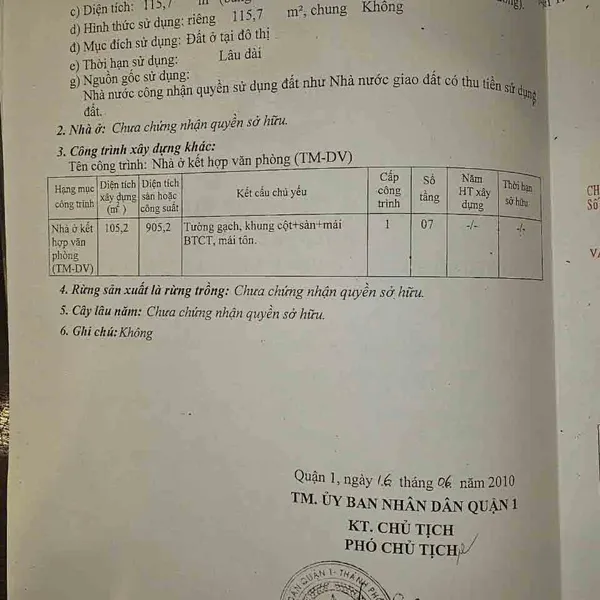 c) Diện tích: 115,7 m²
d) Hình thức sử dụng: riêng 115,7 m², chung Không
đ) Mục đích sử dụng: Đất ở tại đô thị
e) Thời hạn sử dụng: Lâu dài
g) Nguồn gốc sử dụng:
Nhà nước công nhận quyền sử dụng đất như Nhà nước giao đất có thu tiền sử dụng
đất.
2. Nhà ở: Chưa chứng nhận quyền sở hữu.
3. Công trình xây dựng khác:
Tên công trình: Nhà ở kết hợp văn phòng (TM-DV)
Hạng mục công trình
Diện tích xây dựng (m²)
Diện tích sàn hoặc công suất
Kết cấu chủ yếu
Cấp công trình
Số tầng
Năm HT xây dựng
Thời hạn sở hữu
Nhà ở kết hợp văn phòng (TM-DV)
105,2
905,2
Tường gạch, khung cột+sàn+mái BTCT, mái tôn.
1
07
-/-
-/-
4. Rừng sản xuất là rừng trồng: Chưa chứng nhận quyền sở hữu.
5. Cây lâu năm: Chưa chứng nhận quyền sở hữu.
6. Ghi chú: Không
Quận 1, ngày 16 tháng 06 năm 2010
TM. ỦY BAN NHÂN DÂN QUẬN 1
KT. CHỦ TỊCH
PHÓ CHỦ TỊCH
QUẬN 1 - THÀNH PHỐ
CH
Số